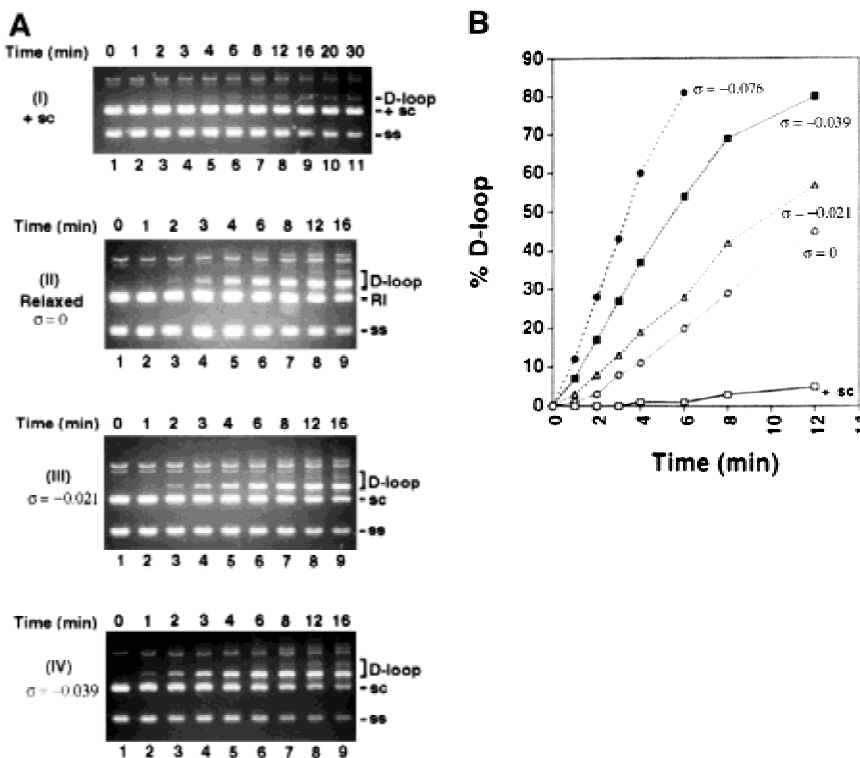 A
Time (min) 0 1 2 3 4 6 8 12 16 20 30
(I)
+ sc
D-loop
+ sc
ss
1 2 3 4 5 6 7 8 9 10 11
Time (min) 0 1 2 3 4 6 8 12 16
(II)
Relaxed
σ = 0
D-loop
RI
ss
1 2 3 4 5 6 7 8 9
Time (min) 0 1 2 3 4 6 8 12 16
(III)
σ = −0.021
D-loop
sc
ss
1 2 3 4 5 6 7 8 9
Time (min) 0 1 2 3 4 6 8 12 16
(IV)
σ = −0.039
D-loop
sc
ss
1 2 3 4 5 6 7 8 9
B
% D-loop
90
80
70
60
50
40
30
20
10
0
σ = −0.076
σ = −0.039
σ = −0.021
σ = 0
+ sc
0 2 4 6 8 10 12 14
Time (min)